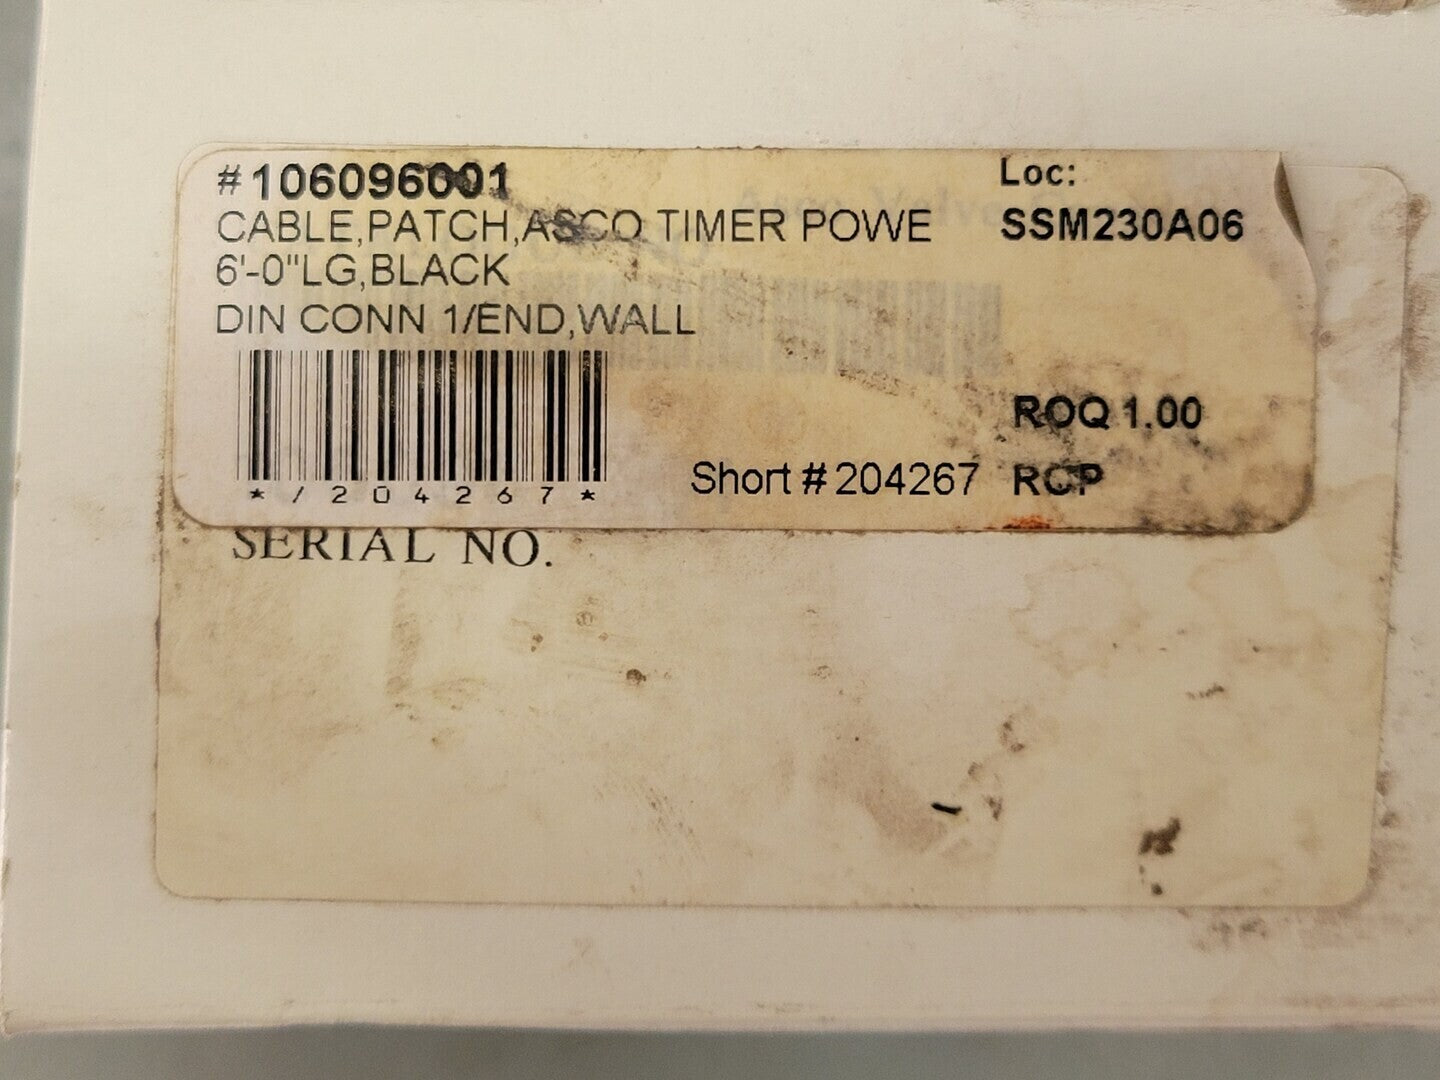 #106096001
Loc:
CABLE,PATCH,ASCO TIMER POWE
SSM230A06
6'-0"LG,BLACK
DIN CONN 1/END,WALL
ROQ 1.00
Short # 204267
RCP
*/204267*
SERIAL NO.